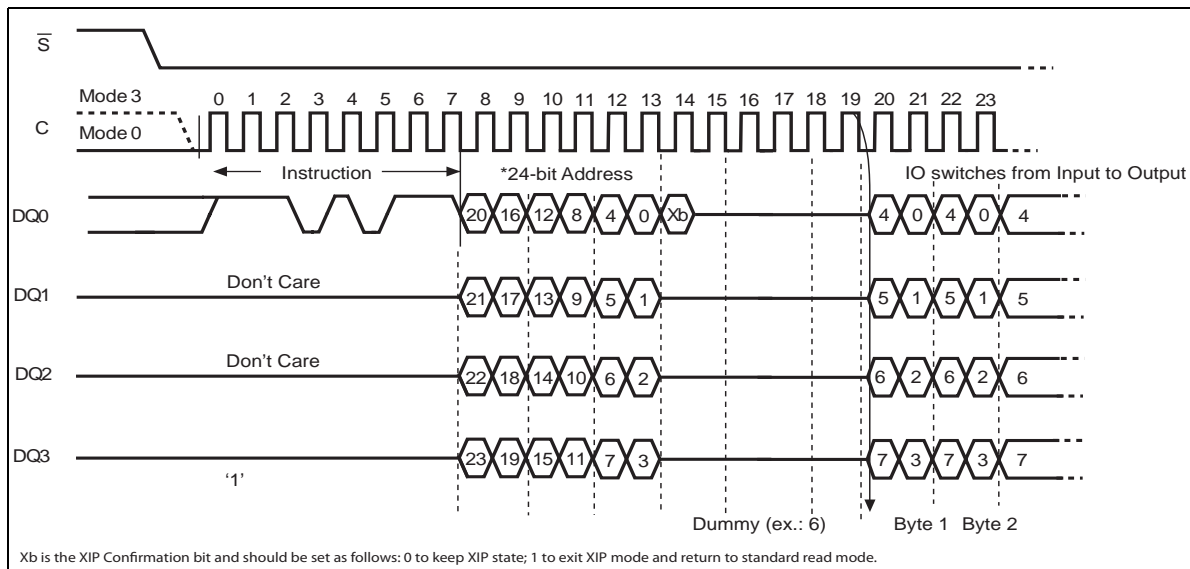 S
Mode 3
0 1 2 3 4 5 6 7 8 9 10 11 12 13 14 15 16 17 18 19 20 21 22 23
C
Mode 0
Instruction
*24-bit Address
IO switches from Input to Output
DQ0
20 16 12 8 4 0 Xb 4 0 4 0 4
Don't Care
DQ1
21 17 13 9 5 1 5 1 5 1 5
Don't Care
DQ2
22 18 14 10 6 2 6 2 6 2 6
DQ3
23 19 15 11 7 3 7 3 7 3 7
‘1’
Dummy (ex.: 6)
Byte 1 Byte 2
Xb is the XIP Confirmation bit and should be set as follows: 0 to keep XIP state; 1 to exit XIP mode and return to standard read mode.